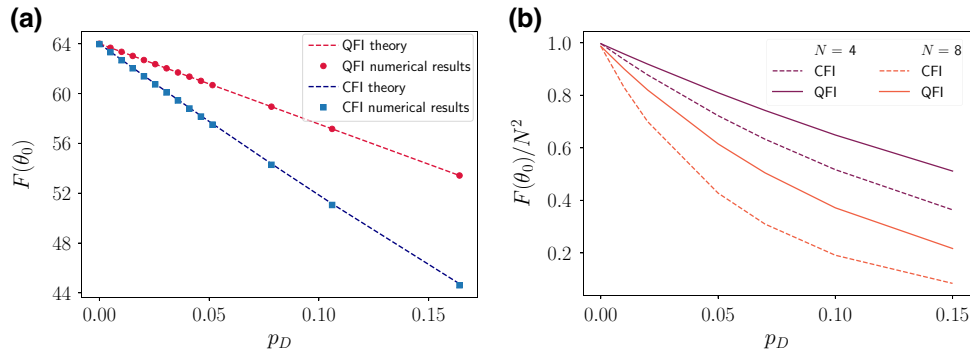 (a)
64
60
56
52
48
44
F(θ₀)
0.00 0.05 0.10 0.15
p_D
QFI theory
QFI numerical results
CFI theory
CFI numerical results
(b)
1.0
0.8
0.6
0.4
0.2
F(θ₀)/N²
0.00 0.05 0.10 0.15
p_D
N = 4 N = 8
CFI CFI
QFI QFI